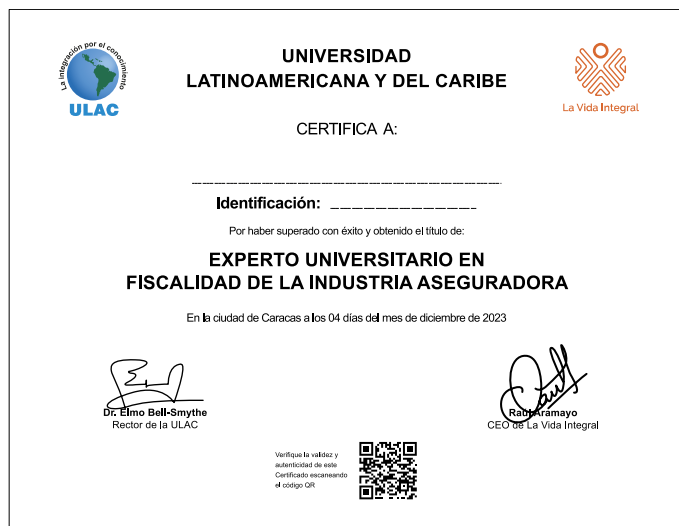 La integración por el conocimiento
ULAC
UNIVERSIDAD
LATINOAMERICANA Y DEL CARIBE
La Vida Integral
CERTIFICA A:
Identificación:
Por haber superado con éxito y obtenido el título de:
EXPERTO UNIVERSITARIO EN
FISCALIDAD DE LA INDUSTRIA ASEGURADORA
En la ciudad de Caracas a los 04 días del mes de diciembre de 2023
Dr. Elmo Bell-Smythe
Rector de la ULAC
Raúl Aramayo
CEO de La Vida Integral
Verifique la validez y
autenticidad de este
Certificado escaneando
el código QR